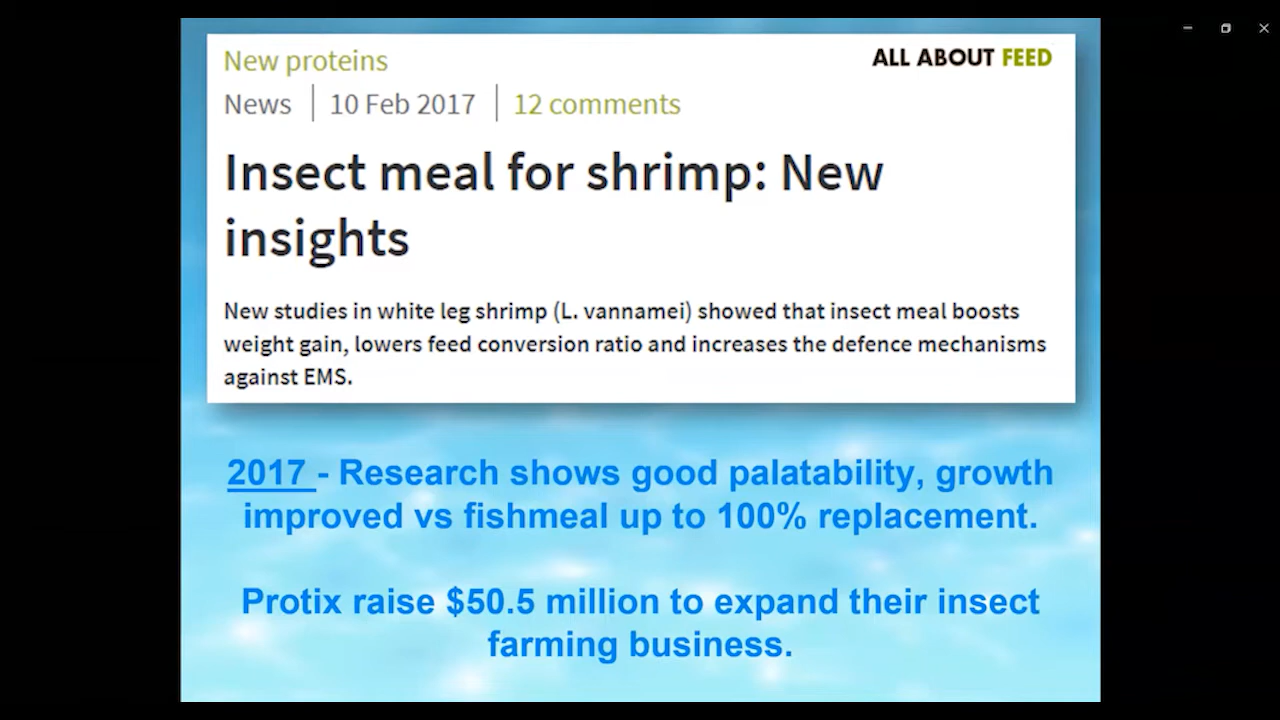 New proteins
ALL ABOUT FEED
News | 10 Feb 2017 | 12 comments
Insect meal for shrimp: New
insights
New studies in white leg shrimp (L. vannamei) showed that insect meal boosts
weight gain, lowers feed conversion ratio and increases the defence mechanisms
against EMS.
2017 - Research shows good palatability, growth
improved vs fishmeal up to 100% replacement.
Protix raise $50.5 million to expand their insect
farming business.